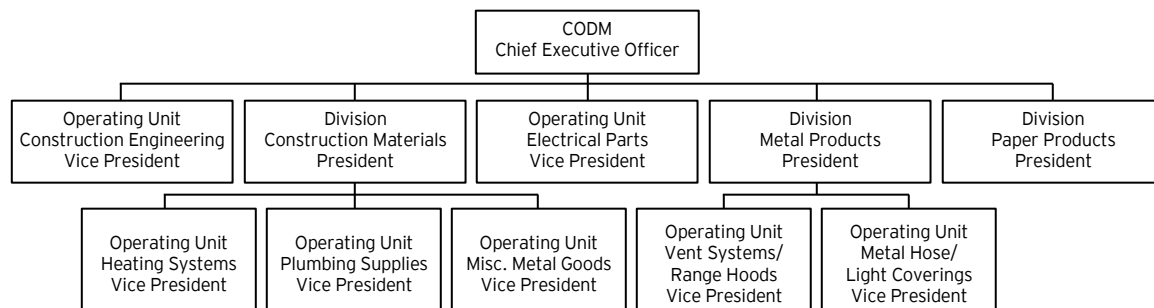 CODM
Chief Executive Officer
Operating Unit
Construction Engineering
Vice President
Division
Construction Materials
President
Operating Unit
Electrical Parts
Vice President
Division
Metal Products
President
Division
Paper Products
President
Operating Unit
Heating Systems
Vice President
Operating Unit
Plumbing Supplies
Vice President
Operating Unit
Misc. Metal Goods
Vice President
Operating Unit
Vent Systems/
Range Hoods
Vice President
Operating Unit
Metal Hose/
Light Coverings
Vice President